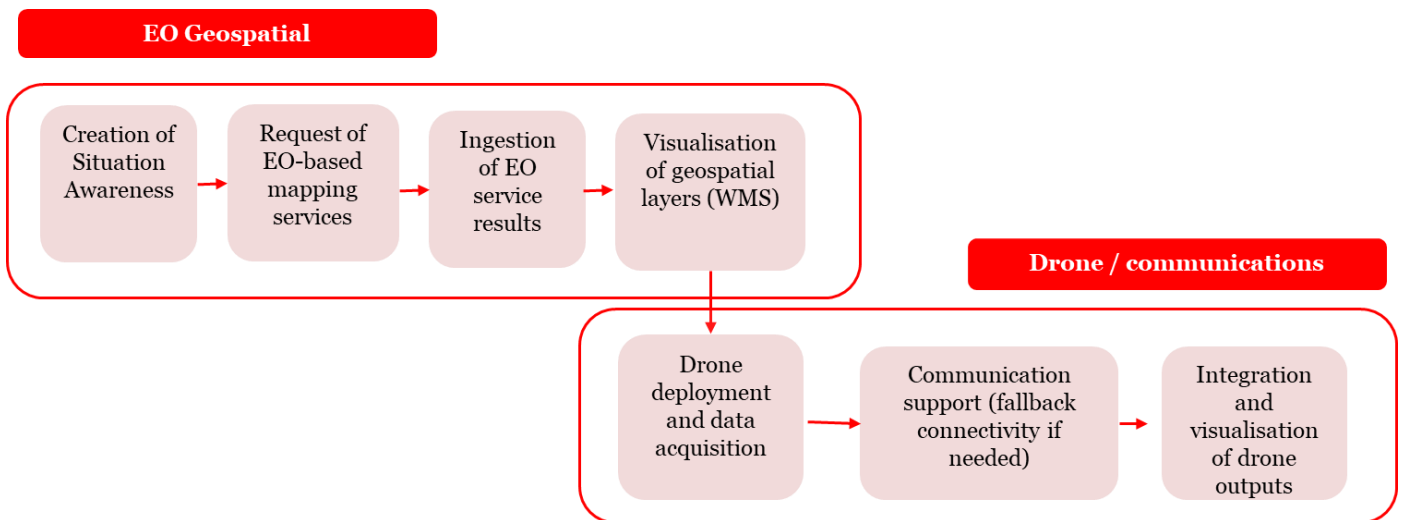 EO Geospatial
Creation of
Situation
Awareness
Request of
EO-based
mapping
services
Ingestion
of EO
service
results
Visualisation
of geospatial
layers (WMS)
Drone / communications
Drone
deployment
and data
acquisition
Communication
support (fallback
connectivity if
needed)
Integration
and
visualisation
of drone
outputs